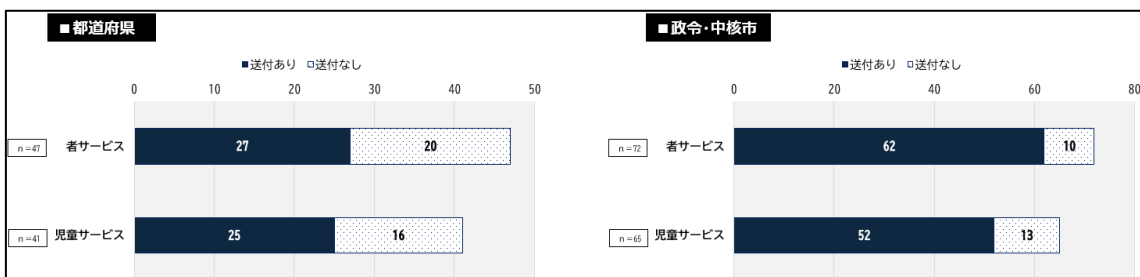 ■都道府県
■送付あり □送付なし
0 10 20 30 40 50
n=47 者サービス 27 20
n=41 児童サービス 25 16
■政令・中核市
■送付あり □送付なし
0 20 40 60 80
n=72 者サービス 62 10
n=65 児童サービス 52 13